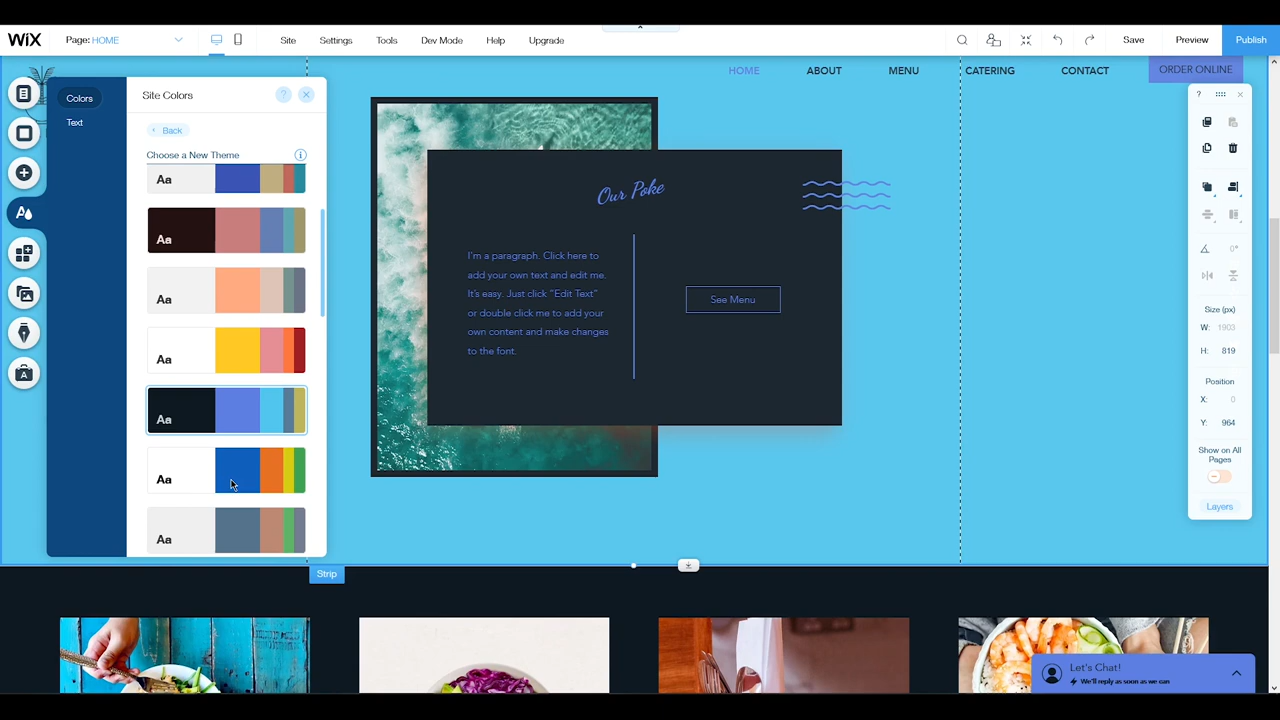 WiX
Page: HOME
Site
Settings
Tools
Dev Mode
Help
Upgrade
Save
Preview
Publish
HOME
ABOUT
MENU
CATERING
CONTACT
ORDER ONLINE
Colors
Text
Site Colors
?
×
Back
Choose a New Theme
Aa
Aa
Aa
Aa
Aa
Aa
Aa
Our Poke
I'm a paragraph. Click here to
add your own text and edit me.
It's easy. Just click "Edit Text"
or double click me to add your
own content and make changes
to the font.
See Menu
?
×
0°
Size (px)
W: 1903
H: 819
Position
X: 0
Y: 964
Show on All
Pages
Layers
Strip
Let's Chat!
We'll reply as soon as we can